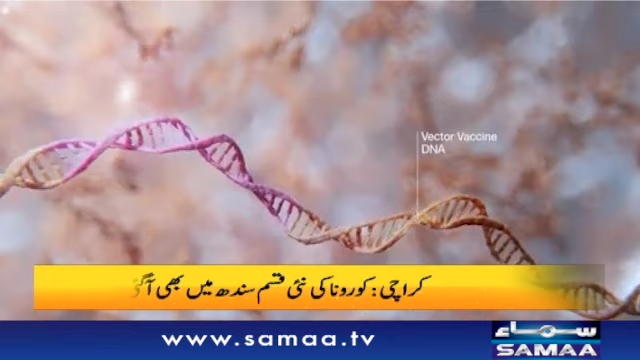 Vector Vaccine
DNA
کراچی: کورونا کی نئی قسم سندھ میں بھی آگئی
www.samaa.tv
سماء
SAMAA